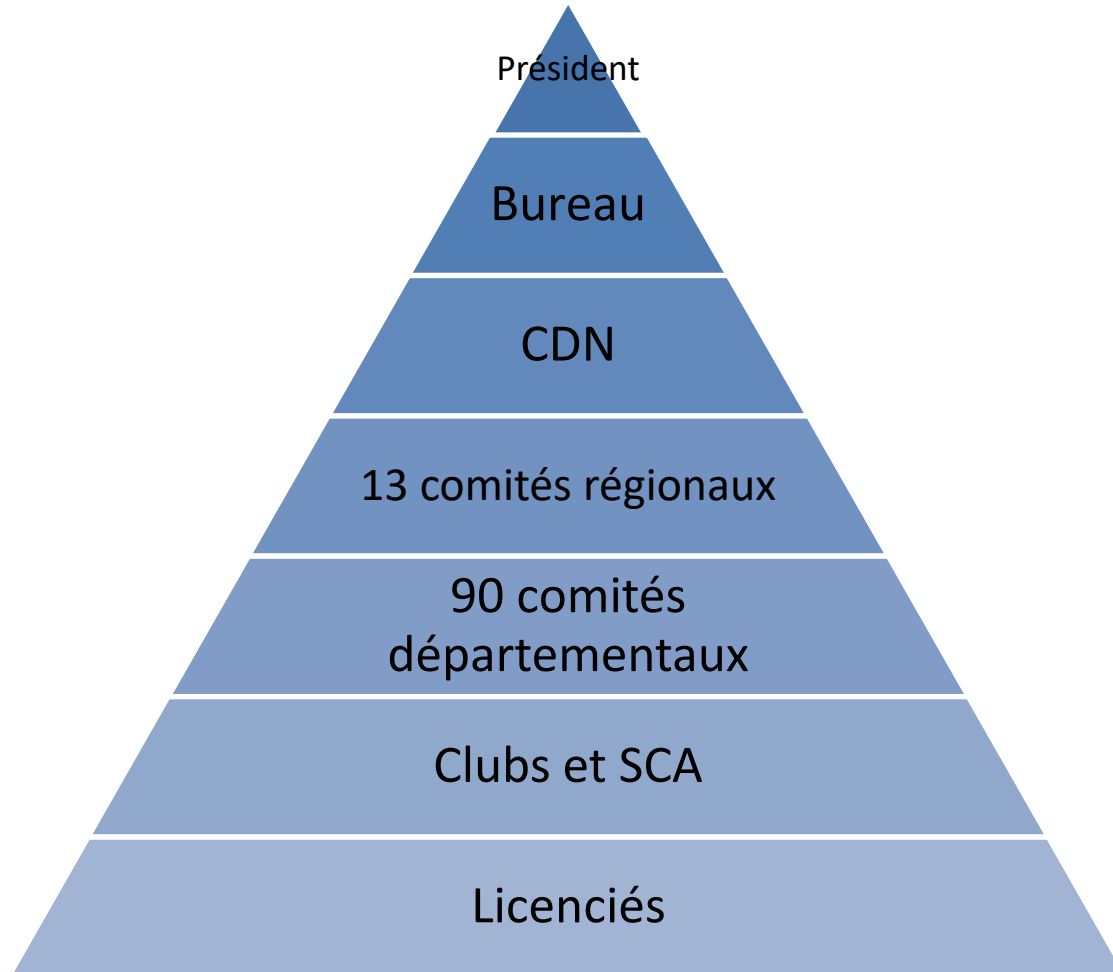 Président
Bureau
CDN
13 comités régionaux
90 comités
départementaux
Clubs et SCA
Licenciés